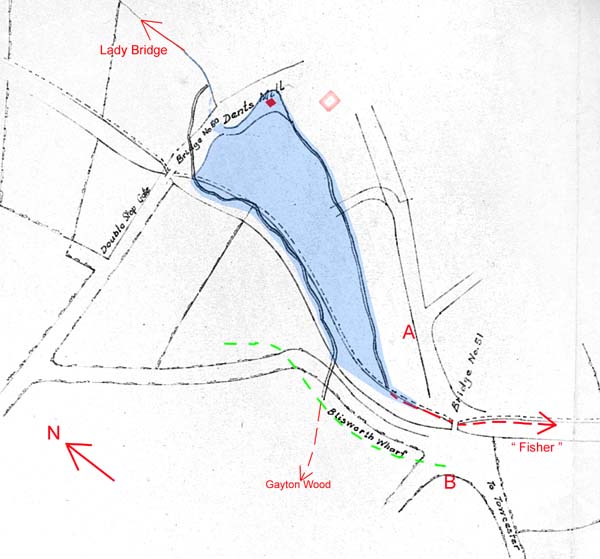 Lady Bridge
Dents Mill
Bridge No. 50
Double Stop Gate
A
Bridge No. 51
N
Blisworth Wharf
"Fisher"
Gayton Wood
B
To Towcester